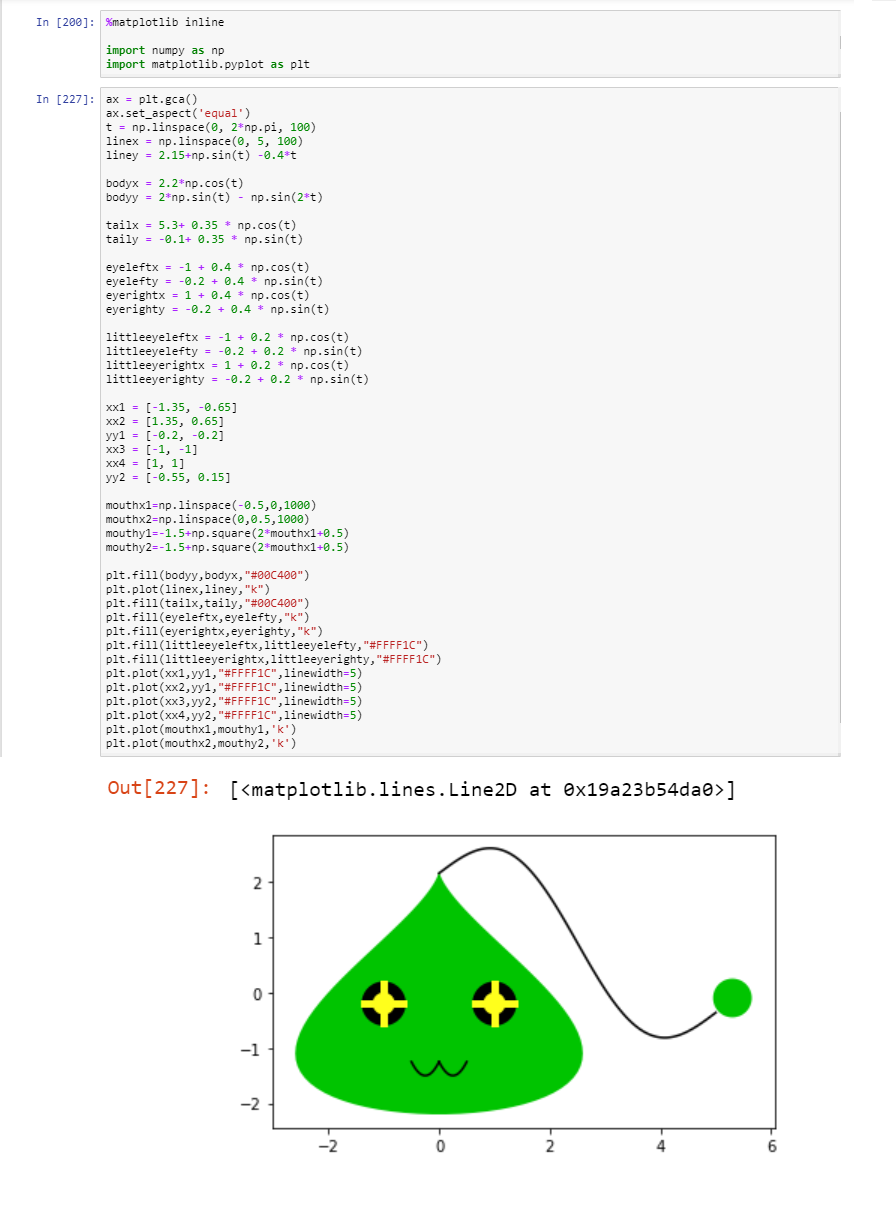 In [200]: %matplotlib inline
import numpy as np
import matplotlib.pyplot as plt
In [227]: ax = plt.gca()
ax.set_aspect('equal')
t = np.linspace(0, 2*np.pi, 100)
linex = np.linspace(0, 5, 100)
liney = 2.15+np.sin(t) -0.4*t
bodyx = 2.2*np.cos(t)
bodyy = 2*np.sin(t) - np.sin(2*t)
tailx = 5.3+ 0.35 * np.cos(t)
taily = -0.1+ 0.35 * np.sin(t)
eyeleftx = -1 + 0.4 * np.cos(t)
eyelefty = -0.2 + 0.4 * np.sin(t)
eyerightx = 1 + 0.4 * np.cos(t)
eyerighty = -0.2 + 0.4 * np.sin(t)
littleeyeleftx = -1 + 0.2 * np.cos(t)
littleeyelefty = -0.2 + 0.2 * np.sin(t)
littleeyerightx = 1 + 0.2 * np.cos(t)
littleeyerighty = -0.2 + 0.2 * np.sin(t)
xx1 = [-1.35, -0.65]
xx2 = [1.35, 0.65]
yy1 = [-0.2, -0.2]
xx3 = [-1, -1]
xx4 = [1, 1]
yy2 = [-0.55, 0.15]
mouthx1=np.linspace(-0.5,0,1000)
mouthx2=np.linspace(0,0.5,1000)
mouthy1=-1.5+np.square(2*mouthx1+0.5)
mouthy2=-1.5+np.square(2*mouthx1+0.5)
plt.fill(bodyy,bodyx,"#00C400")
plt.plot(linex,liney,"k")
plt.fill(tailx,taily,"#00C400")
plt.fill(eyeleftx,eyelefty,"k")
plt.fill(eyerightx,eyerighty,"k")
plt.fill(littleeyeleftx,littleeyelefty,"#FFFF1C")
plt.fill(littleeyerightx,littleeyerighty,"#FFFF1C")
plt.plot(xx1,yy1,"#FFFF1C",linewidth=5)
plt.plot(xx2,yy1,"#FFFF1C",linewidth=5)
plt.plot(xx3,yy2,"#FFFF1C",linewidth=5)
plt.plot(xx4,yy2,"#FFFF1C",linewidth=5)
plt.plot(mouthx1,mouthy1,'k')
plt.plot(mouthx2,mouthy2,'k')
Out[227]: [<matplotlib.lines.Line2D at 0x19a23b54da0>]
2
1
0
−1
−2
−2 0 2 4 6